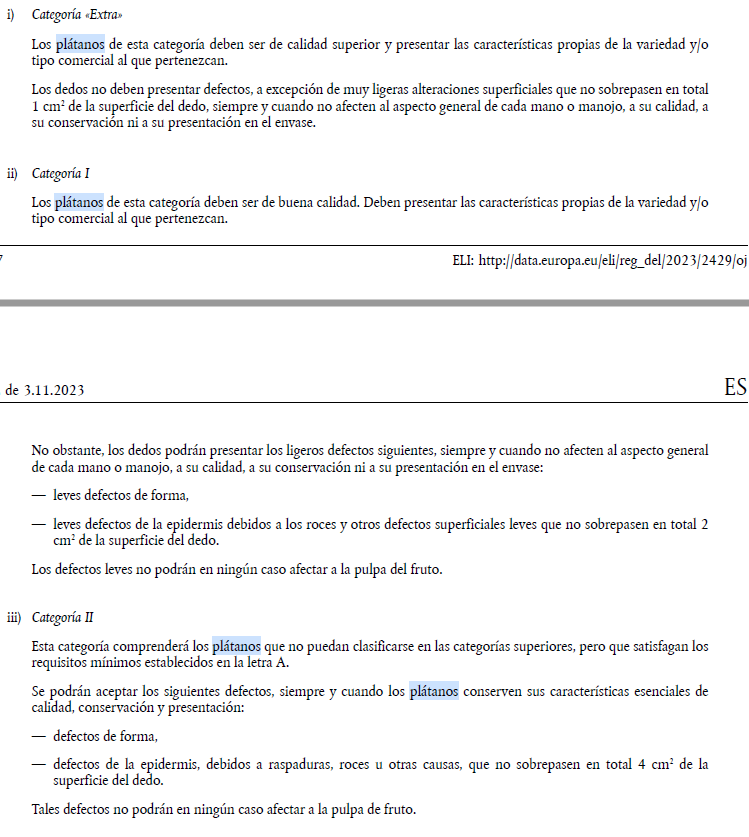 i) Categoría «Extra»
Los plátanos de esta categoría deben ser de calidad superior y presentar las características propias de la variedad y/o
tipo comercial al que pertenezcan.
Los dedos no deben presentar defectos, a excepción de muy ligeras alteraciones superficiales que no sobrepasen en total
1 cm² de la superficie del dedo, siempre y cuando no afecten al aspecto general de cada mano o manojo, a su calidad, a
su conservación ni a su presentación en el envase.
ii) Categoría I
Los plátanos de esta categoría deben ser de buena calidad. Deben presentar las características propias de la variedad y/o
tipo comercial al que pertenezcan.
7 ELI: http://data.europa.eu/eli/reg_del/2023/2429/oj
de 3.11.2023 ES
No obstante, los dedos podrán presentar los ligeros defectos siguientes, siempre y cuando no afecten al aspecto general
de cada mano o manojo, a su calidad, a su conservación ni a su presentación en el envase:
— leves defectos de forma,
— leves defectos de la epidermis debidos a los roces y otros defectos superficiales leves que no sobrepasen en total 2
cm² de la superficie del dedo.
Los defectos leves no podrán en ningún caso afectar a la pulpa del fruto.
iii) Categoría II
Esta categoría comprenderá los plátanos que no puedan clasificarse en las categorías superiores, pero que satisfagan los
requisitos mínimos establecidos en la letra A.
Se podrán aceptar los siguientes defectos, siempre y cuando los plátanos conserven sus características esenciales de
calidad, conservación y presentación:
— defectos de forma,
— defectos de la epidermis, debidos a raspaduras, roces u otras causas, que no sobrepasen en total 4 cm² de la
superficie del dedo.
Tales defectos no podrán en ningún caso afectar a la pulpa de fruto.